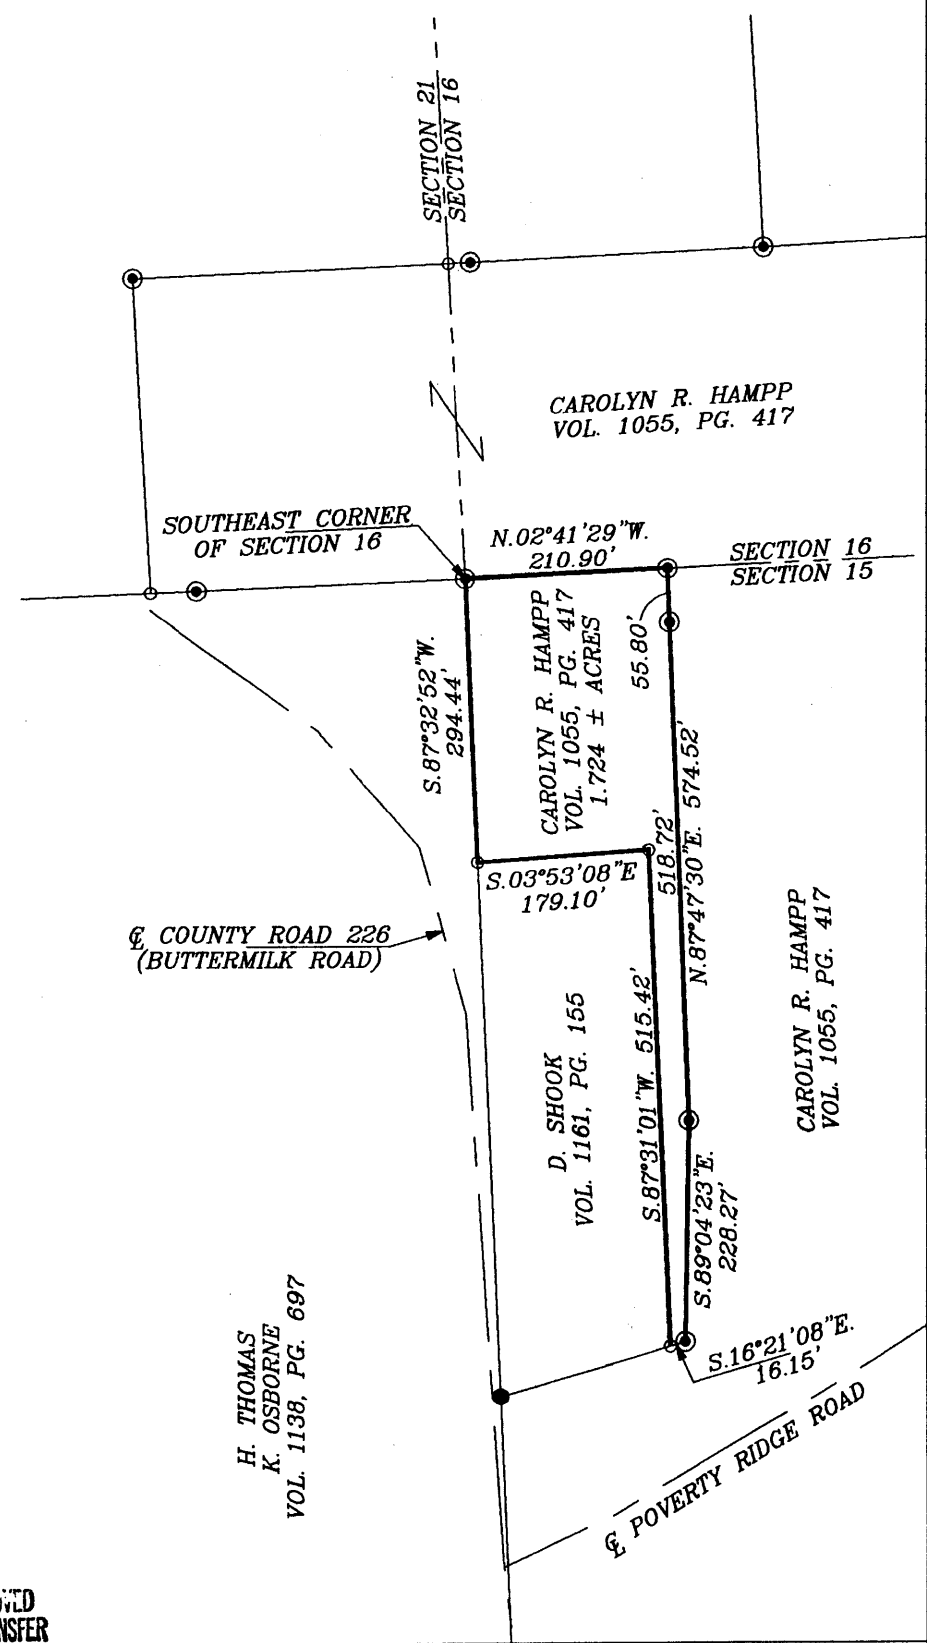 SECTION 21
SECTION 16
CAROLYN R. HAMPP
VOL. 1055, PG. 417
SOUTHEAST CORNER
OF SECTION 16
N.02°41'29"W.
210.90'
SECTION 16
SECTION 15
S.87°32'52"W.
294.44'
CAROLYN R. HAMPP
VOL. 1055, PG. 417
1.724 ± ACRES
55.80'
518.72'
N.87°47'30"E. 574.52'
S.03°53'08"E
179.10'
℄ COUNTY ROAD 226
(BUTTERMILK ROAD)
D. SHOOK
VOL. 1161, PG. 155
S.87°31'01"W. 515.42'
CAROLYN R. HAMPP
VOL. 1055, PG. 417
S.89°04'23"E.
228.27'
S.16°21'08"E.
16.15'
H. THOMAS
K. OSBORNE
VOL. 1138, PG. 697
℄ POVERTY RIDGE ROAD